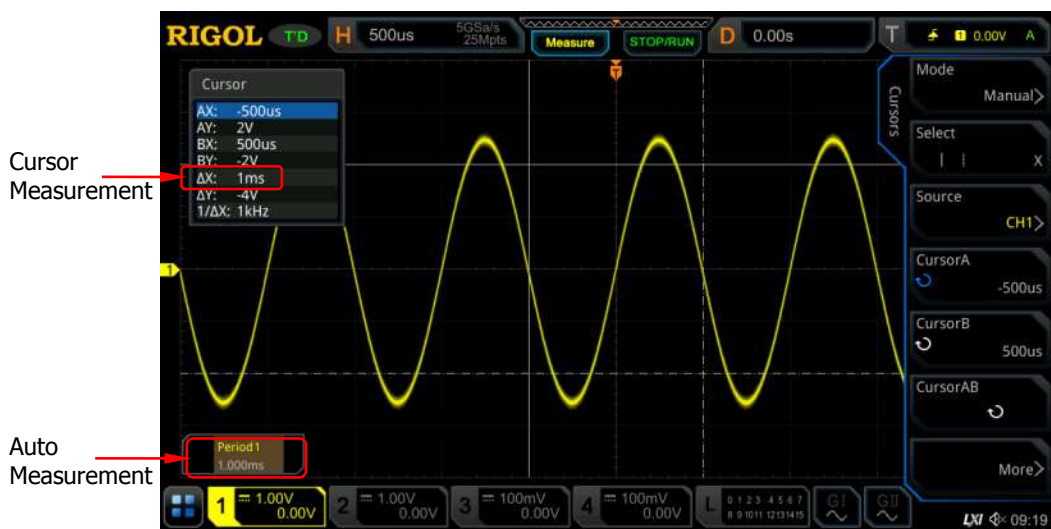 RIGOL T'D H 500us 5GSa/s 25Mpts Measure STOP/RUN D 0.00s T 1 0.00V A
T
Cursor
AX: -500us
AY: 2V
BX: 500us
BY: -2V
ΔX: 1ms
ΔY: -4V
1/ΔX: 1kHz
Cursor
Measurement
1
Cursors
Mode
Manual>
Select
X
Source
CH1>
CursorA
-500us
CursorB
500us
CursorAB
More>
Auto
Measurement
Period1
1.000ms
1 1.00V 0.00V
2 1.00V 0.00V
3 100mV 0.00V
4 100mV 0.00V
L 0 1 2 3 4 5 6 7
8 9 10 11 12 13 14 15
GI
GII
LXI 09:19